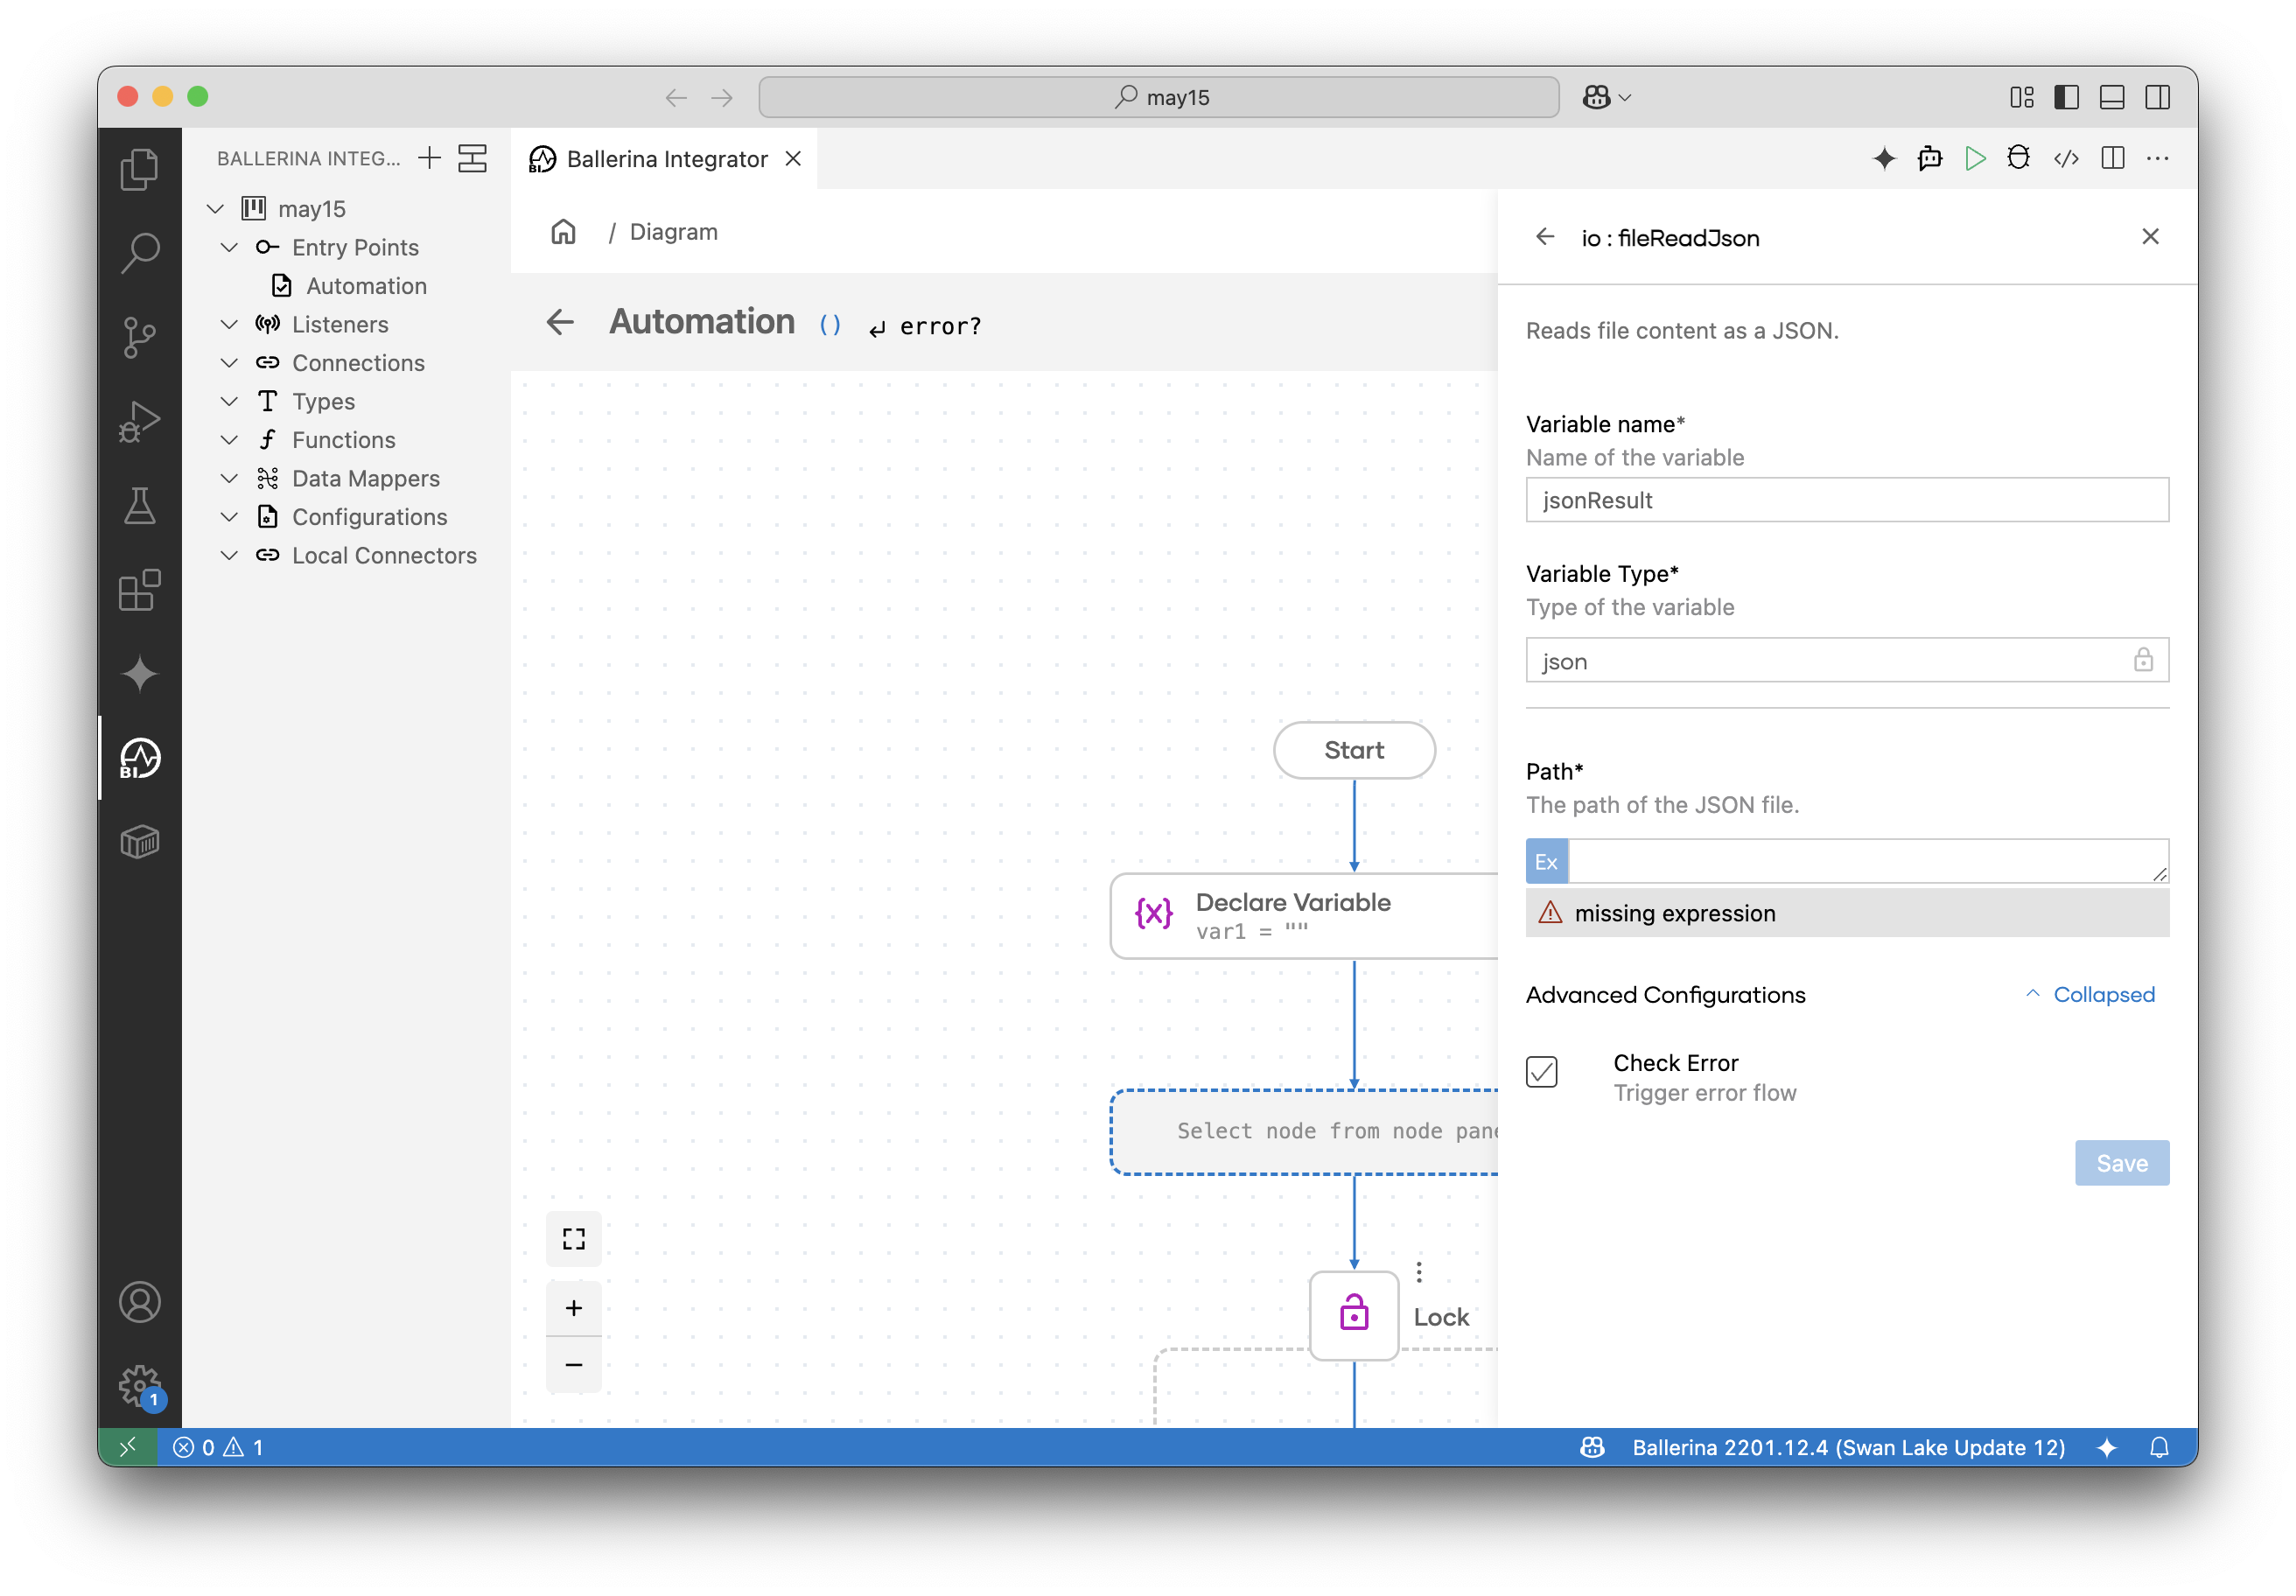 may15
BALLERINA INTEG...
Ballerina Integrator
may15
Entry Points
Automation
Listeners
Connections
Types
Functions
Data Mappers
Configurations
Local Connectors
/ Diagram
Automation () ↵ error?
Start
{x} Declare Variable
var1 = ""
Select node from node pane
Lock
io : fileReadJson
Reads file content as a JSON.
Variable name*
Name of the variable
jsonResult
Variable Type*
Type of the variable
json
Path*
The path of the JSON file.
Ex
missing expression
Advanced Configurations
Collapsed
Check Error
Trigger error flow
Save
BI
1
0 1
Ballerina 2201.12.4 (Swan Lake Update 12)